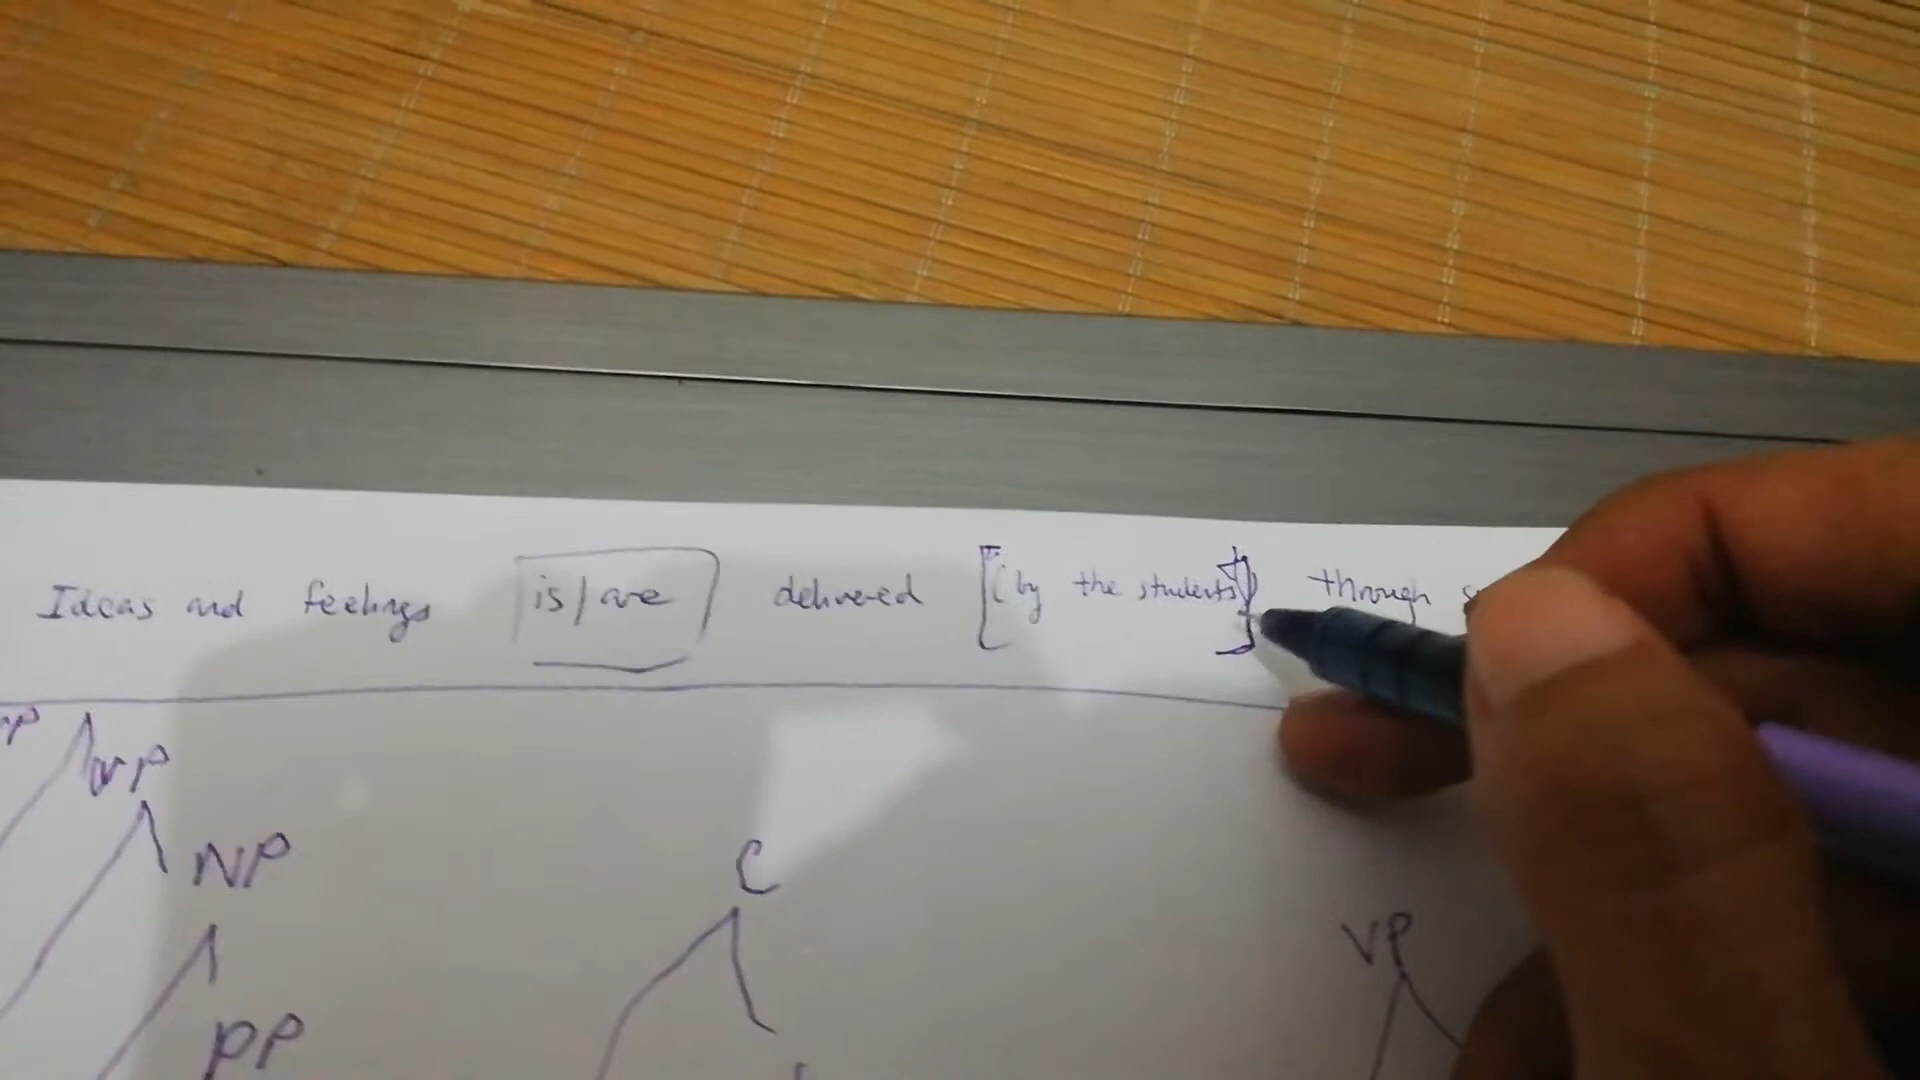 Ideas and feelings is/are delivered [(by the students)] through
VP
NP
C
VP
PP